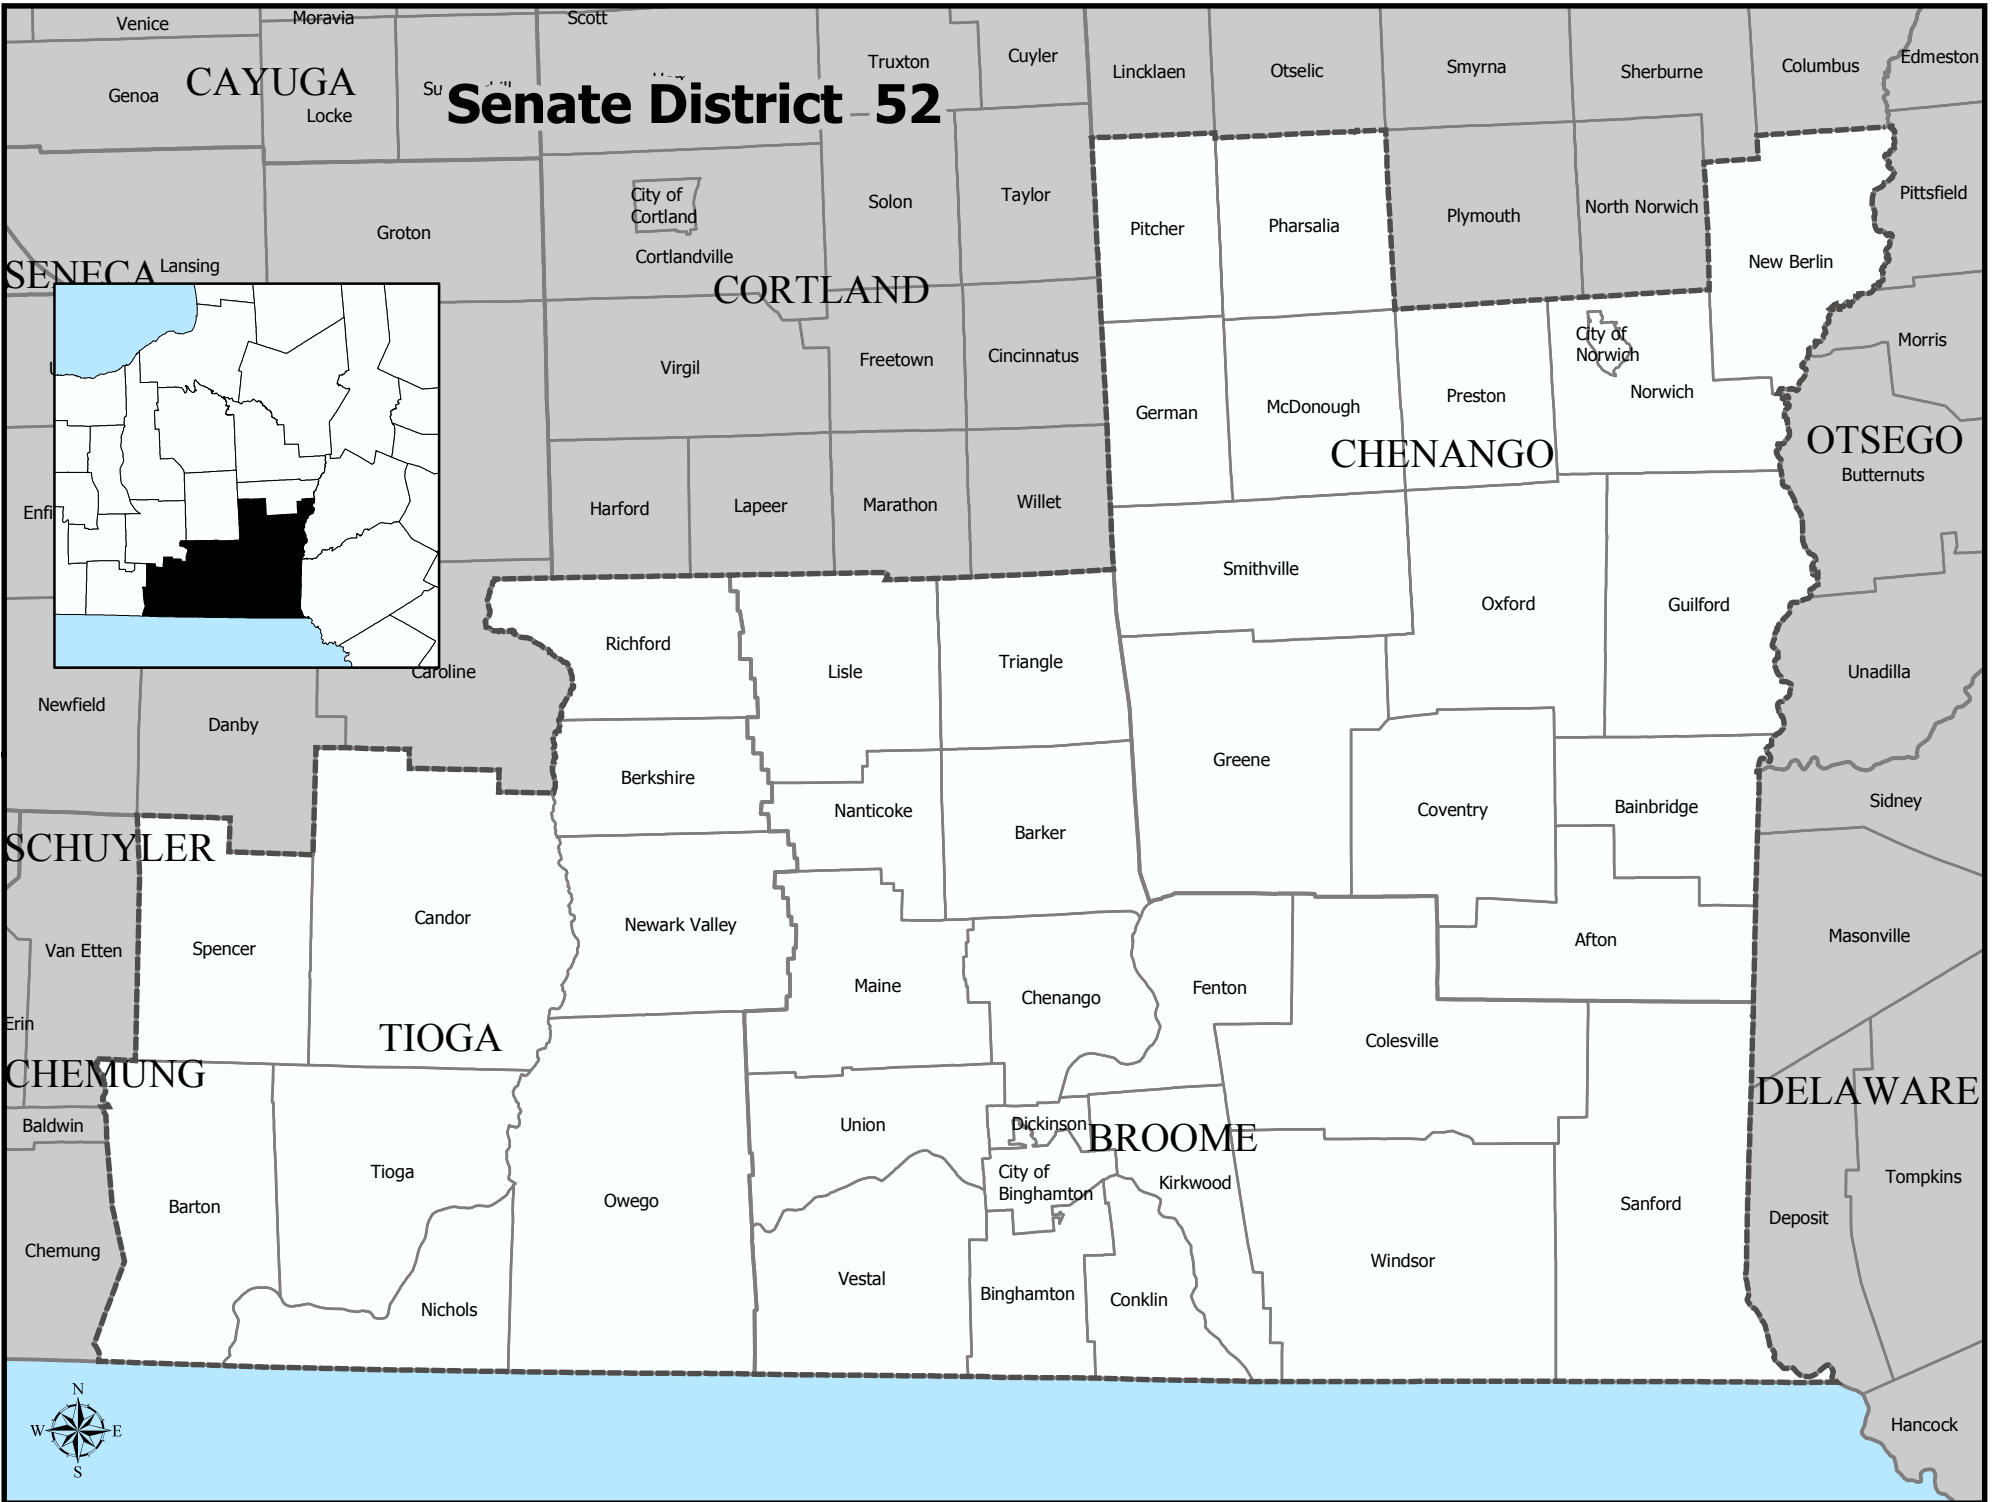 Venice
Moravia
Scott
Truxton
Cuyler
Lincklaen
Otselic
Smyrna
Sherburne
Columbus
Edmeston
CAYUGA
Genoa
Locke
Senate District 52
City of
Cortland
Solon
Taylor
Pitcher
Pharsalia
Plymouth
North Norwich
Pittsfield
Groton
Cortlandville
New Berlin
SENECA
Lansing
CORTLAND
City of
Norwich
Morris
Virgil
Freetown
Cincinnatus
German
McDonough
Preston
Norwich
CHENANGO
OTSEGO
Butternuts
Enfi
Harford
Lapeer
Marathon
Willet
Smithville
Oxford
Guilford
Richford
Lisle
Triangle
Caroline
Unadilla
Newfield
Danby
Berkshire
Greene
Nanticoke
Barker
Coventry
Bainbridge
Sidney
SCHUYLER
Candor
Newark Valley
Spencer
Van Etten
Afton
Masonville
Maine
Chenango
Fenton
Erin
TIOGA
Colesville
CHEMUNG
DELAWARE
Baldwin
Union
Dickinson
BROOME
Tioga
City of
Binghamton
Kirkwood
Tompkins
Barton
Owego
Sanford
Deposit
Chemung
Vestal
Windsor
Nichols
Binghamton
Conklin
N
W
E
S
Hancock